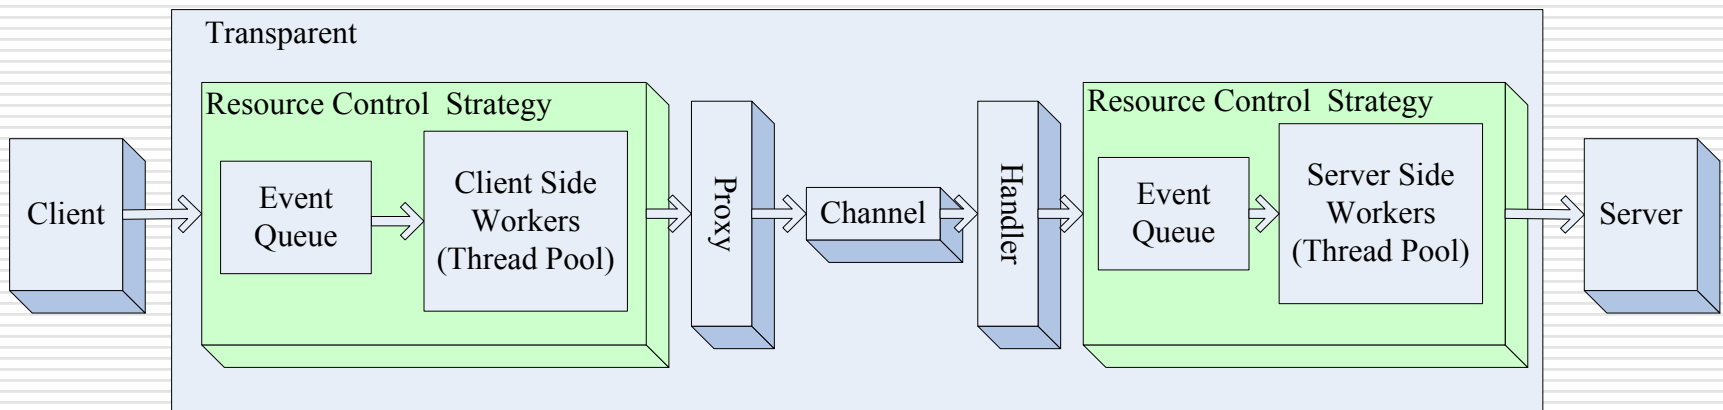 Transparent
Client
Resource Control Strategy
Event
Queue
Client Side
Workers
(Thread Pool)
Proxy
Channel
Handler
Resource Control Strategy
Event
Queue
Server Side
Workers
(Thread Pool)
Server